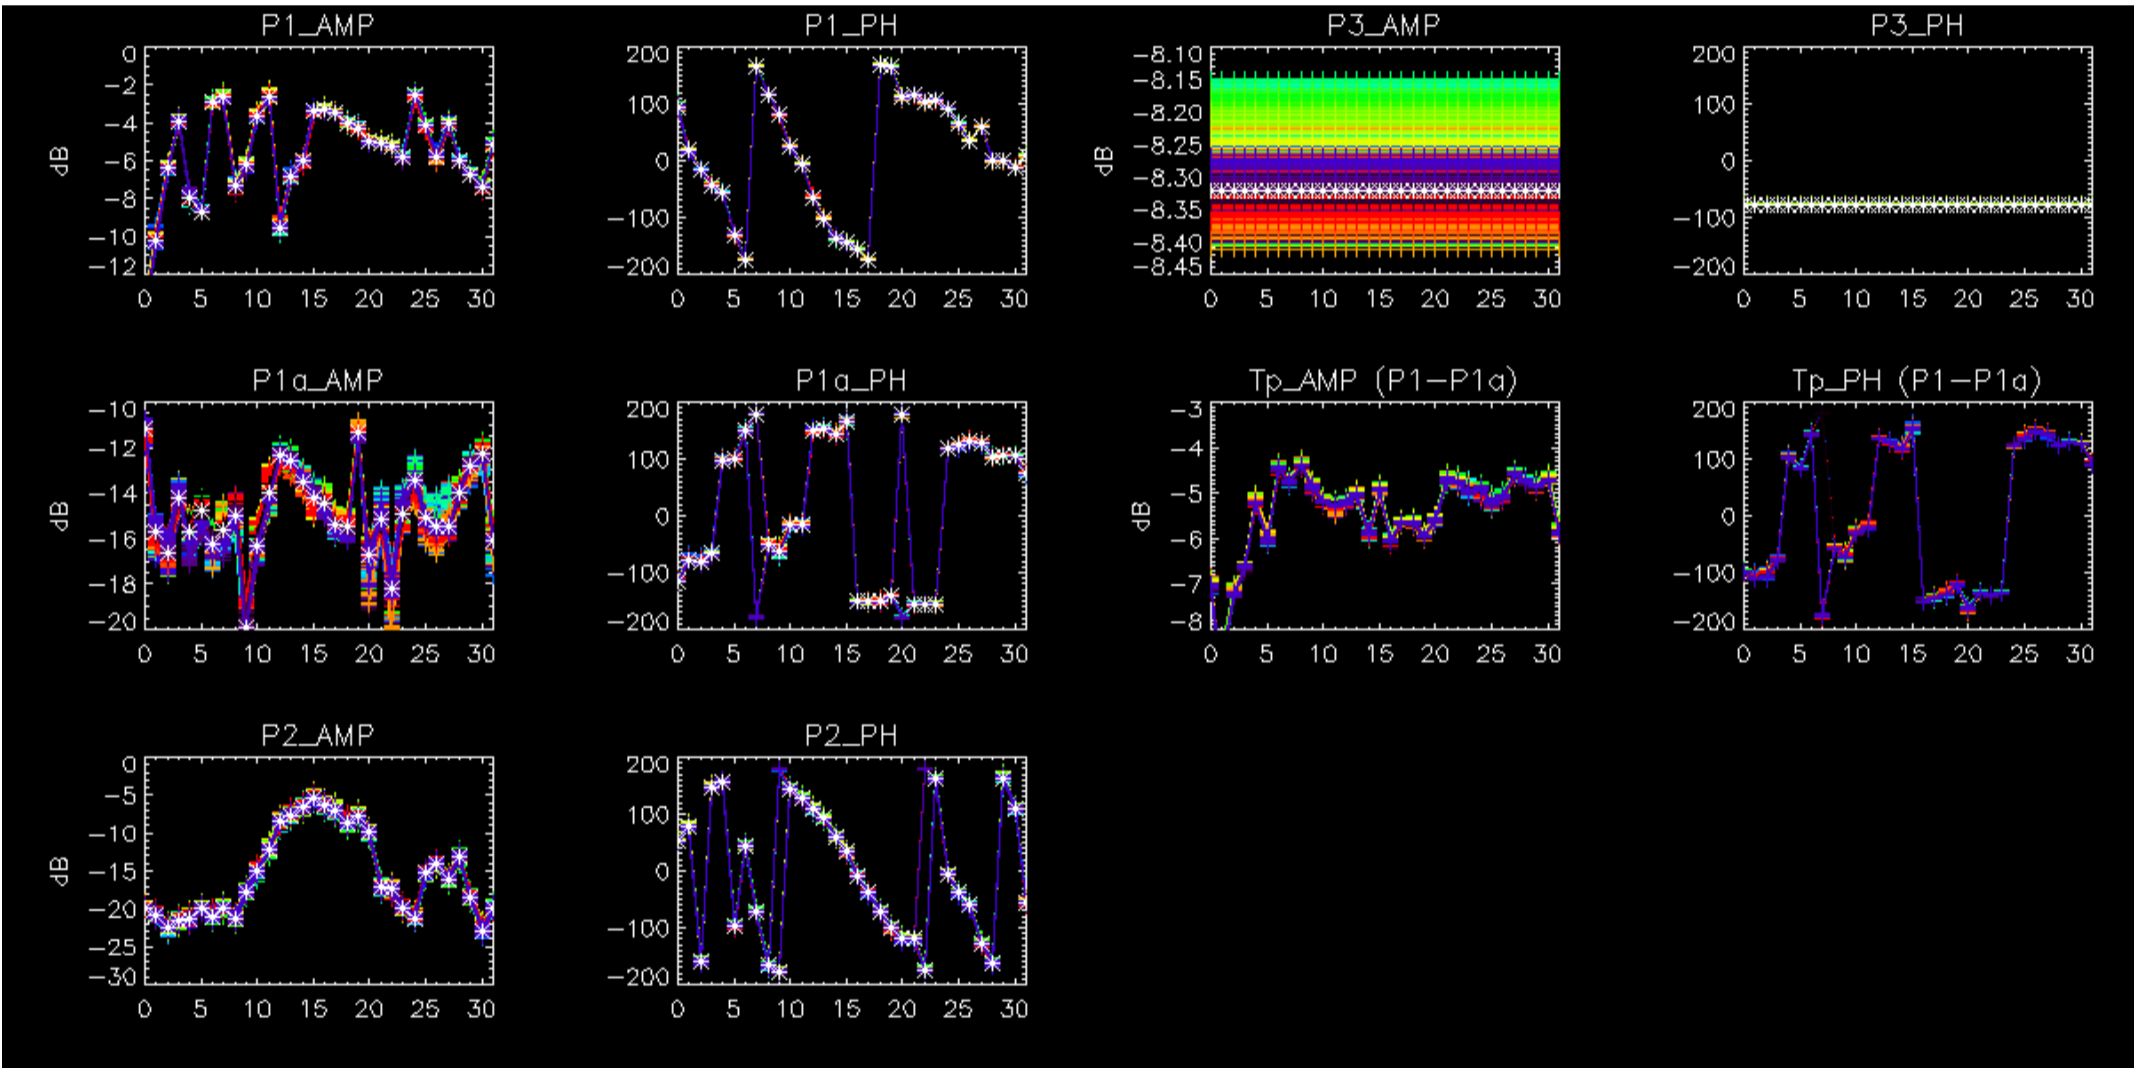 P1_AMP
P1_PH
P3_AMP
P3_PH
dB
0
-2
-4
-6
-8
-10
-12
0 5 10 15 20 25 30
200
100
0
-100
-200
0 5 10 15 20 25 30
dB
-8.10
-8.15
-8.20
-8.25
-8.30
-8.35
-8.40
-8.45
0 5 10 15 20 25 30
200
100
0
-100
-200
0 5 10 15 20 25 30
P1a_AMP
P1a_PH
Tp_AMP (P1-P1a)
Tp_PH (P1-P1a)
dB
-10
-12
-14
-16
-18
-20
0 5 10 15 20 25 30
200
100
0
-100
-200
0 5 10 15 20 25 30
dB
-3
-4
-5
-6
-7
-8
0 5 10 15 20 25 30
200
100
0
-100
-200
0 5 10 15 20 25 30
P2_AMP
P2_PH
dB
0
-5
-10
-15
-20
-25
-30
0 5 10 15 20 25 30
200
100
0
-100
-200
0 5 10 15 20 25 30